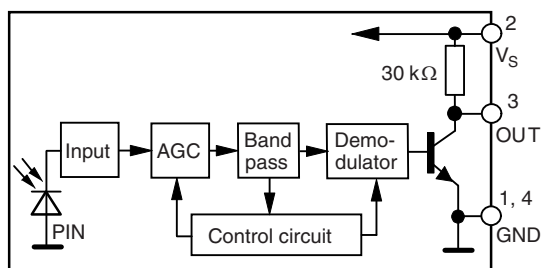 2
V_S
30 kΩ
3
OUT
Input
AGC
Band
pass
Demo-
dulator
1, 4
GND
PIN
Control circuit